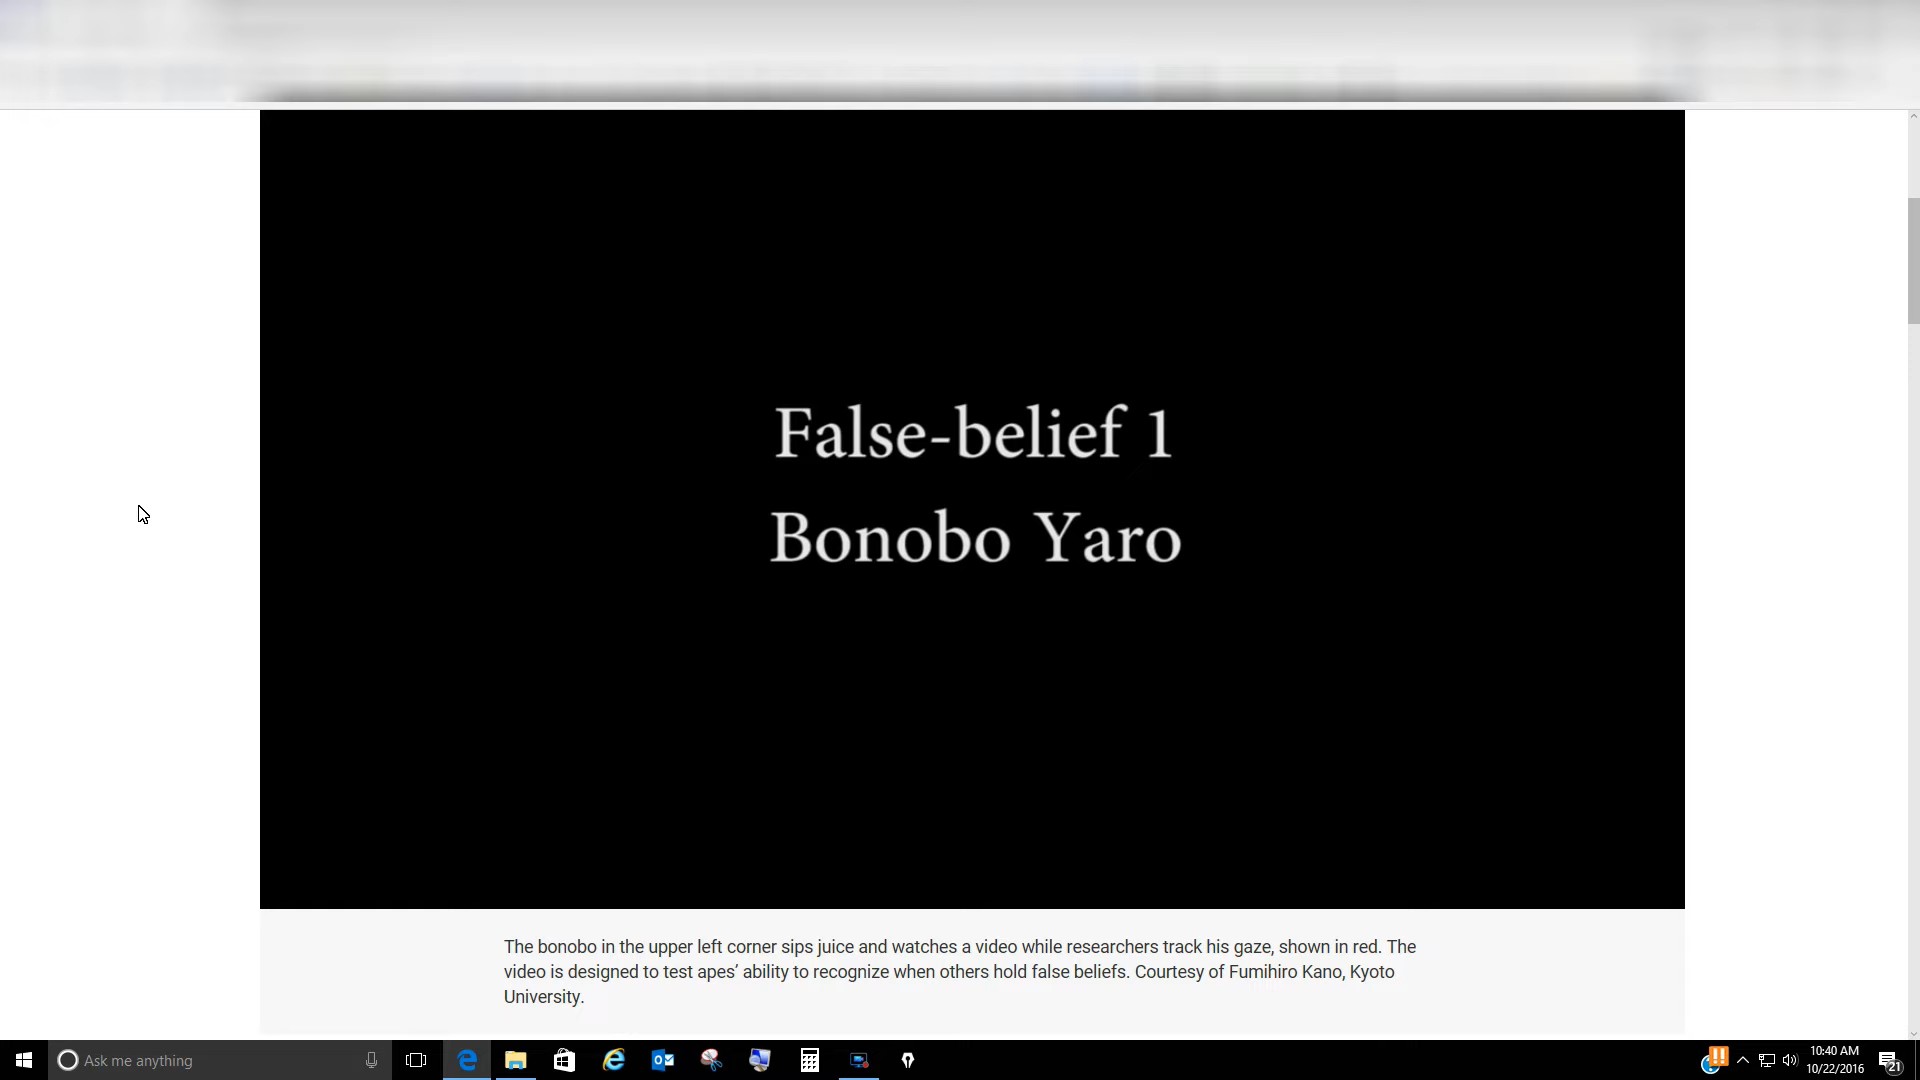 False-belief 1
Bonobo Yaro
The bonobo in the upper left corner sips juice and watches a video while researchers track his gaze, shown in red. The
video is designed to test apes’ ability to recognize when others hold false beliefs. Courtesy of Fumihiro Kano, Kyoto
University.
Ask me anything
10:40 AM
10/22/2016
21